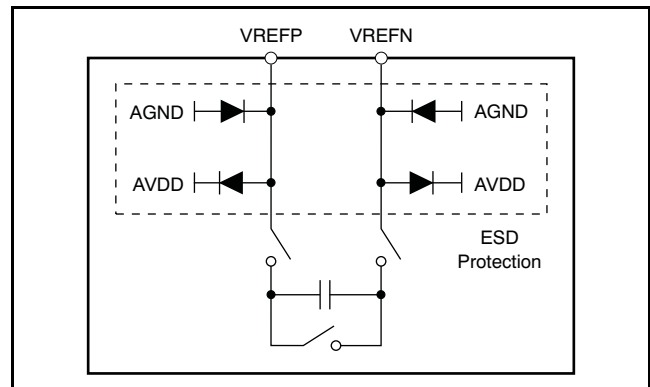 VREFP VREFN
AGND AGND
AVDD AVDD
ESD
Protection